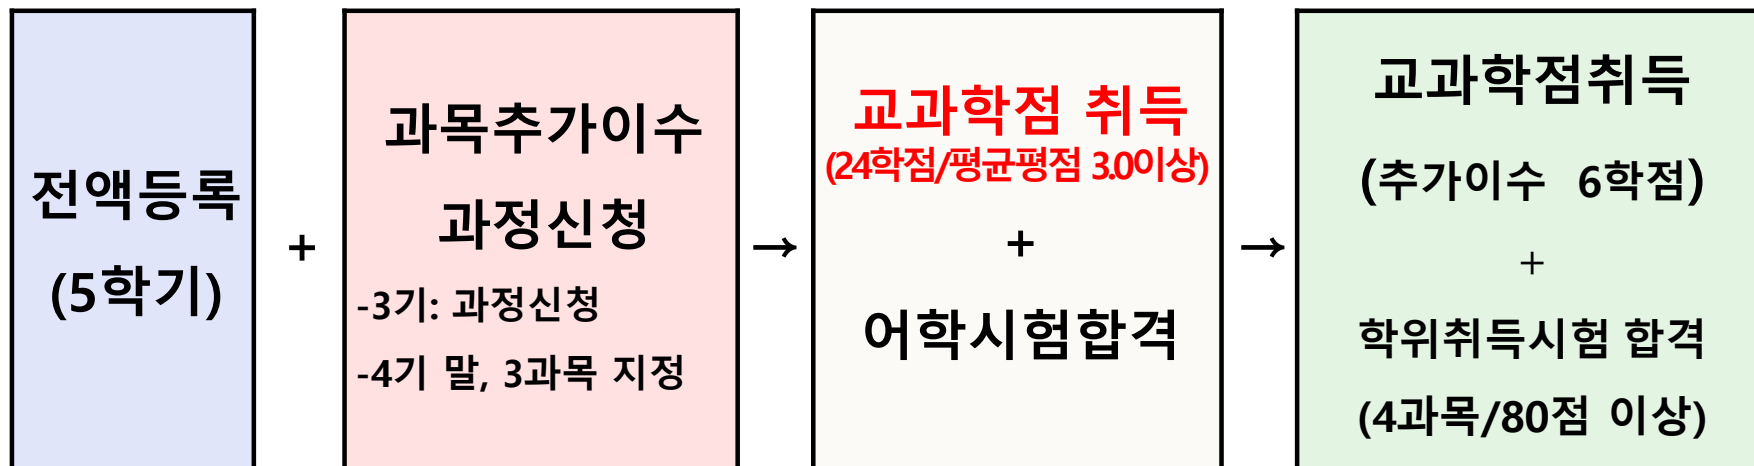 전액등록
(5학기)
+
과목추가이수
과정신청
-3기: 과정신청
-4기 말, 3과목 지정
→
교과학점 취득
(24학점/평균평점 3.0이상)
+
어학시험합격
→
교과학점취득
(추가이수 6학점)
+
학위취득시험 합격
(4과목/80점 이상)